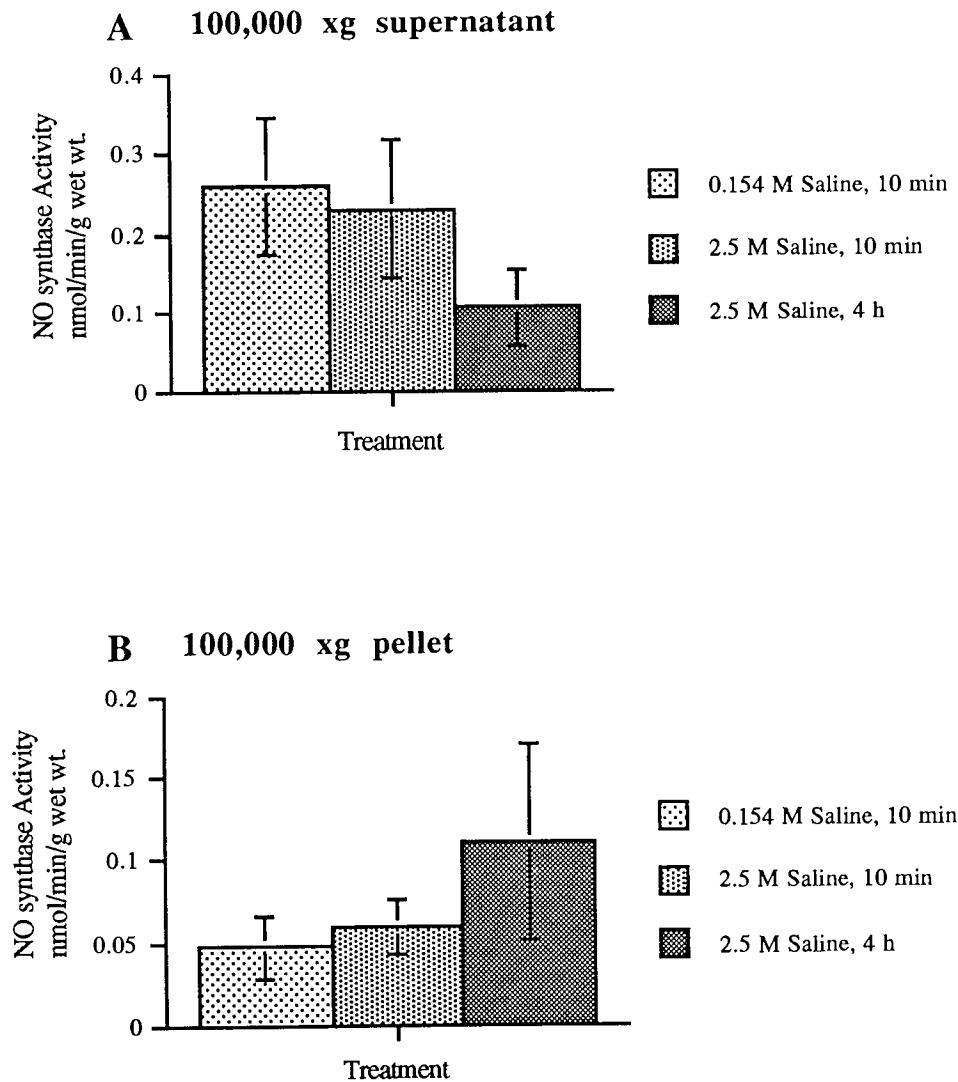 A 100,000 xg supernatant
NO synthase Activity
nmol/min/g wet wt.
0.4
0.3
0.2
0.1
0
Treatment
0.154 M Saline, 10 min
2.5 M Saline, 10 min
2.5 M Saline, 4 h
B 100,000 xg pellet
NO synthase Activity
nmol/min/g wet wt.
0.2
0.15
0.1
0.05
0
Treatment
0.154 M Saline, 10 min
2.5 M Saline, 10 min
2.5 M Saline, 4 h